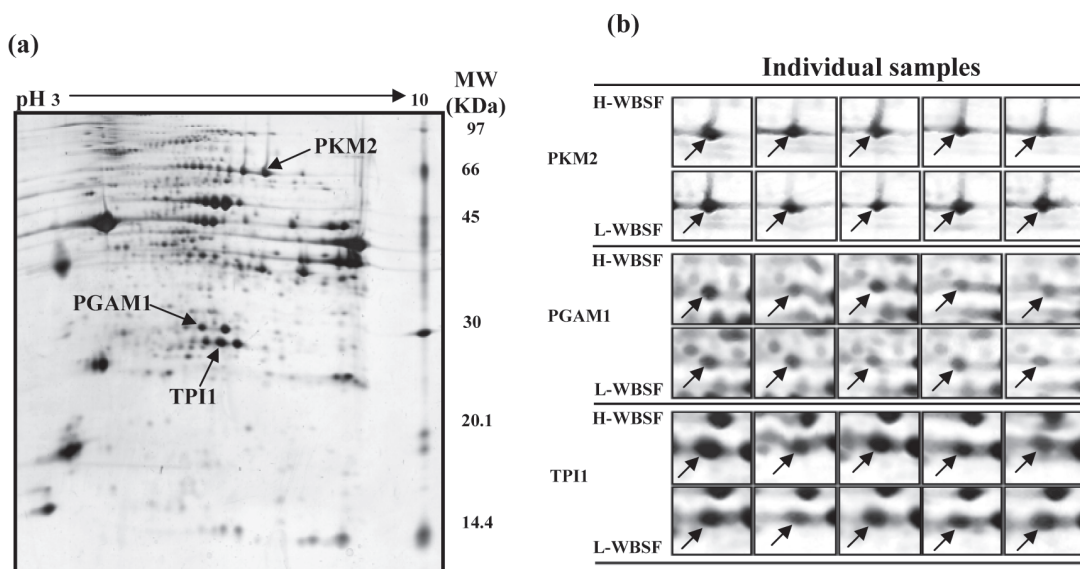 (a)
pH 3 10
MW
(KDa)
97
PKM2
66
45
PGAM1
30
TPI1
20.1
14.4
(b)
Individual samples
H-WBSF
PKM2
L-WBSF
H-WBSF
PGAM1
L-WBSF
H-WBSF
TPI1
L-WBSF